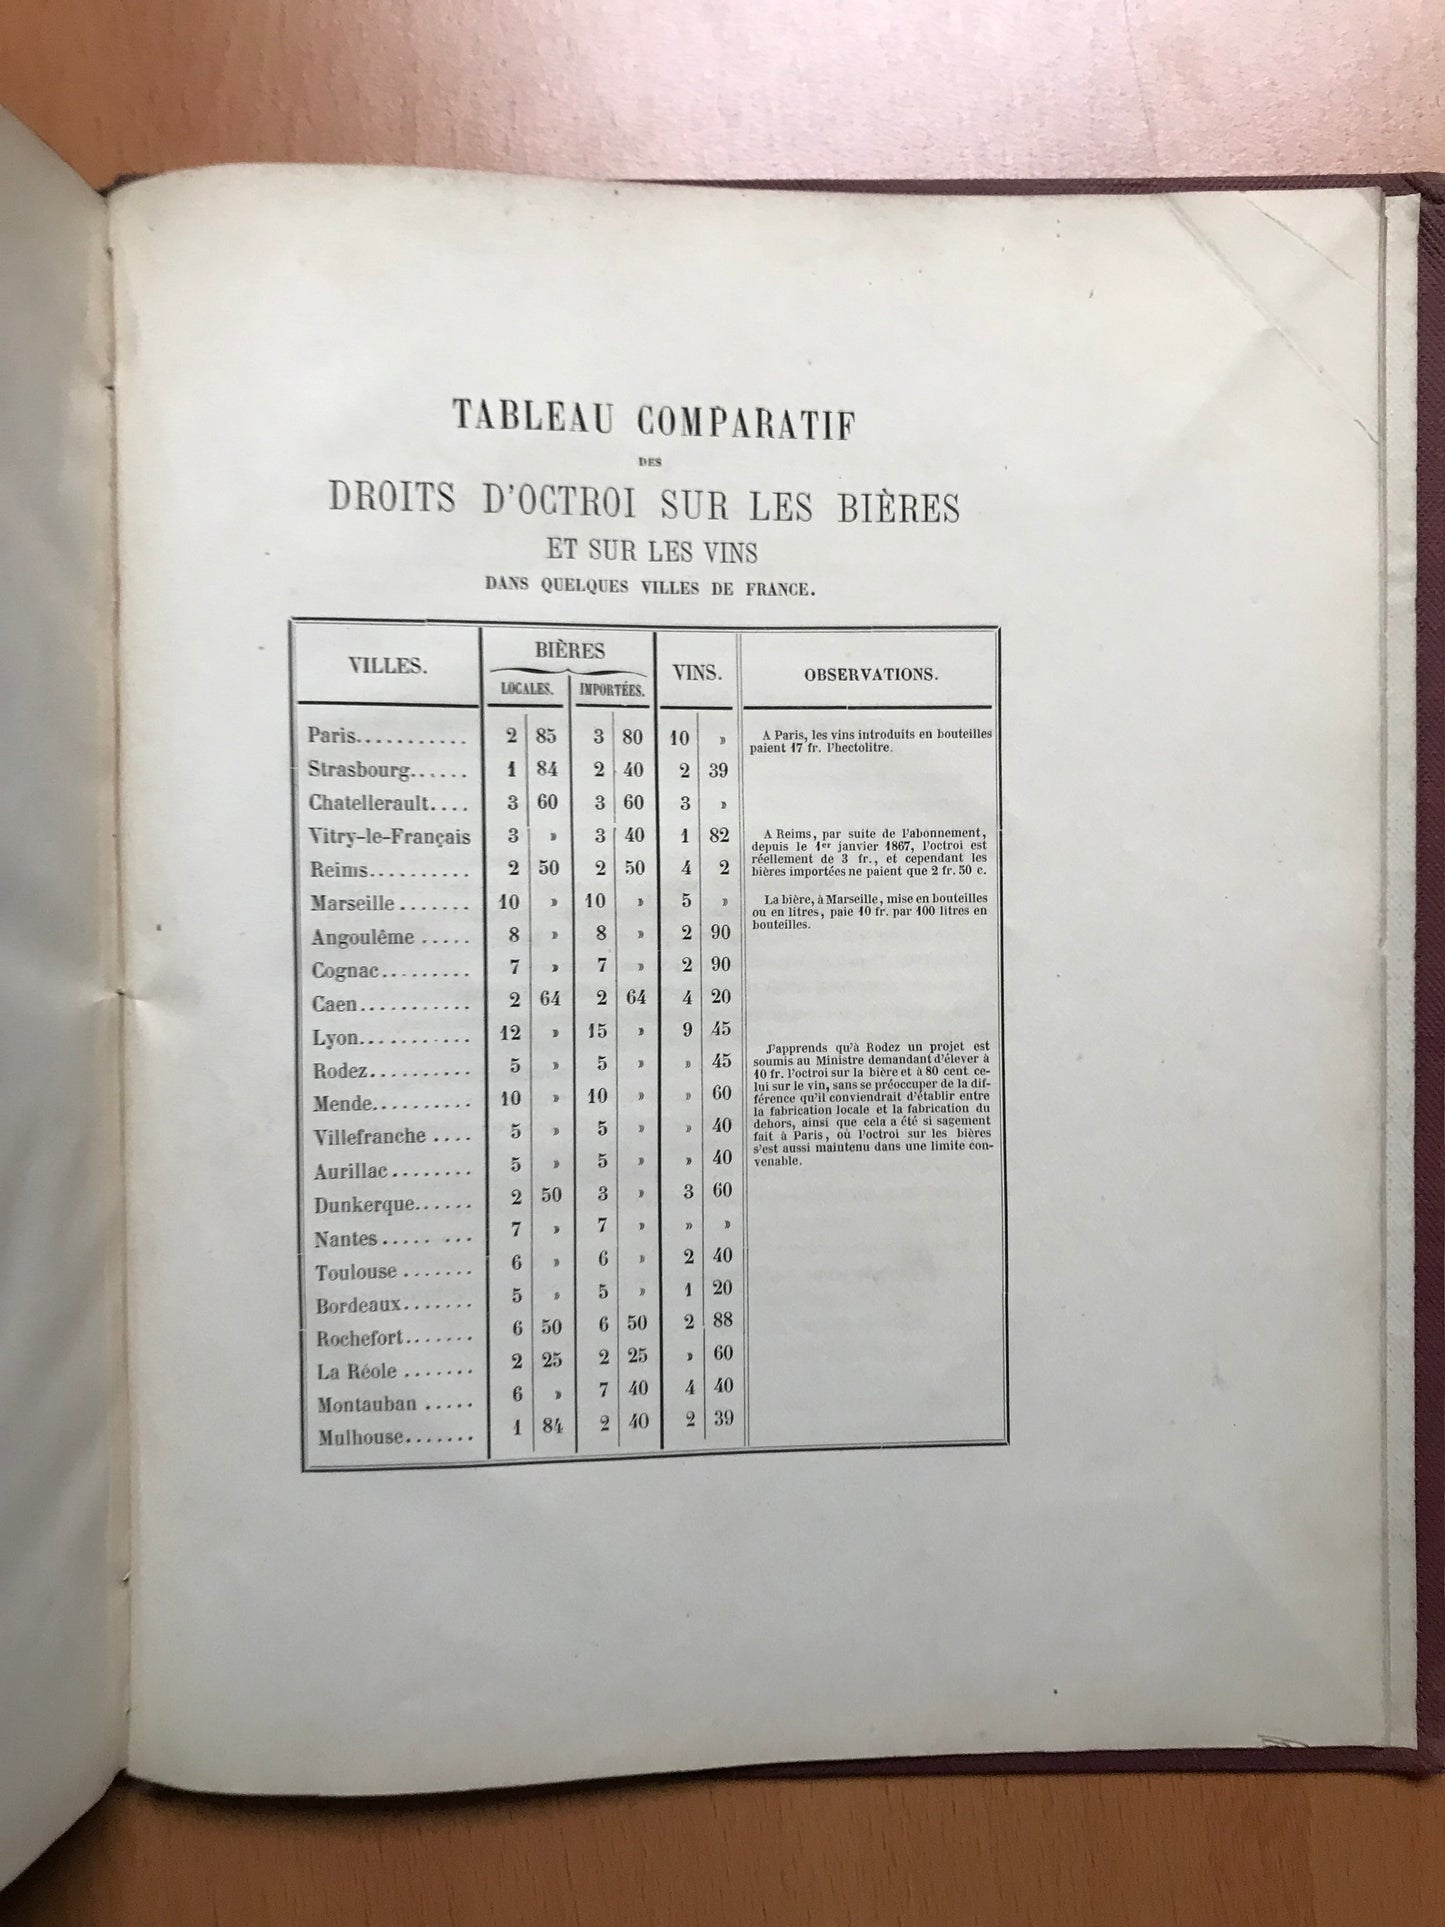 TABLEAU COMPARATIF
DES
DROITS D'OCTROI SUR LES BIÈRES
ET SUR LES VINS
DANS QUELQUES VILLES DE FRANCE.
VILLES. BIÈRES VINS. OBSERVATIONS.
LOCALES. IMPORTÉES.
Paris........... 2 85 3 80 10 »
Strasbourg...... 1 84 2 40 2 39
Chatellerault.... 3 60 3 60 3 »
Vitry-le-Français 3 » 3 40 1 82
Reims.......... 2 50 2 50 4 2
Marseille ....... 10 » 10 » 5 »
Angoulême ..... 8 » 8 » 2 90
Cognac......... 7 » 7 » 2 90
Caen........... 2 64 2 64 4 20
Lyon........... 12 » 15 » 9 45
Rodez.......... 5 » 5 » » 45
Mende.......... 10 » 10 » » 60
Villefranche .... 5 » 5 » » 40
Aurillac........ 5 » 5 » » 40
Dunkerque...... 2 50 3 » 3 60
Nantes ..... ... 7 » 7 » » »
Toulouse ....... 6 » 6 » 2 40
Bordeaux....... 5 » 5 » 1 20
Rochefort....... 6 50 6 50 2 88
La Réole ....... 2 25 2 25 » 60
Montauban ..... 6 » 7 40 4 40
Mulhouse....... 1 84 2 40 2 39
A Paris, les vins introduits en bouteilles
paient 17 fr. l'hectolitre.
A Reims, par suite de l'abonnement,
depuis le 1er janvier 1867, l'octroi est
réellement de 3 fr., et cependant les
bières importées ne paient que 2 fr. 50 c.
La bière, à Marseille, mise en bouteilles
ou en litres, paie 10 fr. par 100 litres en
bouteilles.
J'apprends qu'à Rodez un projet est
soumis au Ministre demandant d'élever à
10 fr. l'octroi sur la bière et à 80 cent. ce-
lui sur le vin, sans se préoccuper de la dif-
férence qu'il conviendrait d'établir entre
la fabrication locale et la fabrication du
dehors, ainsi que cela a été si sagement
fait à Paris, où l'octroi sur les bières
s'est aussi maintenu dans une limite con-
venable.